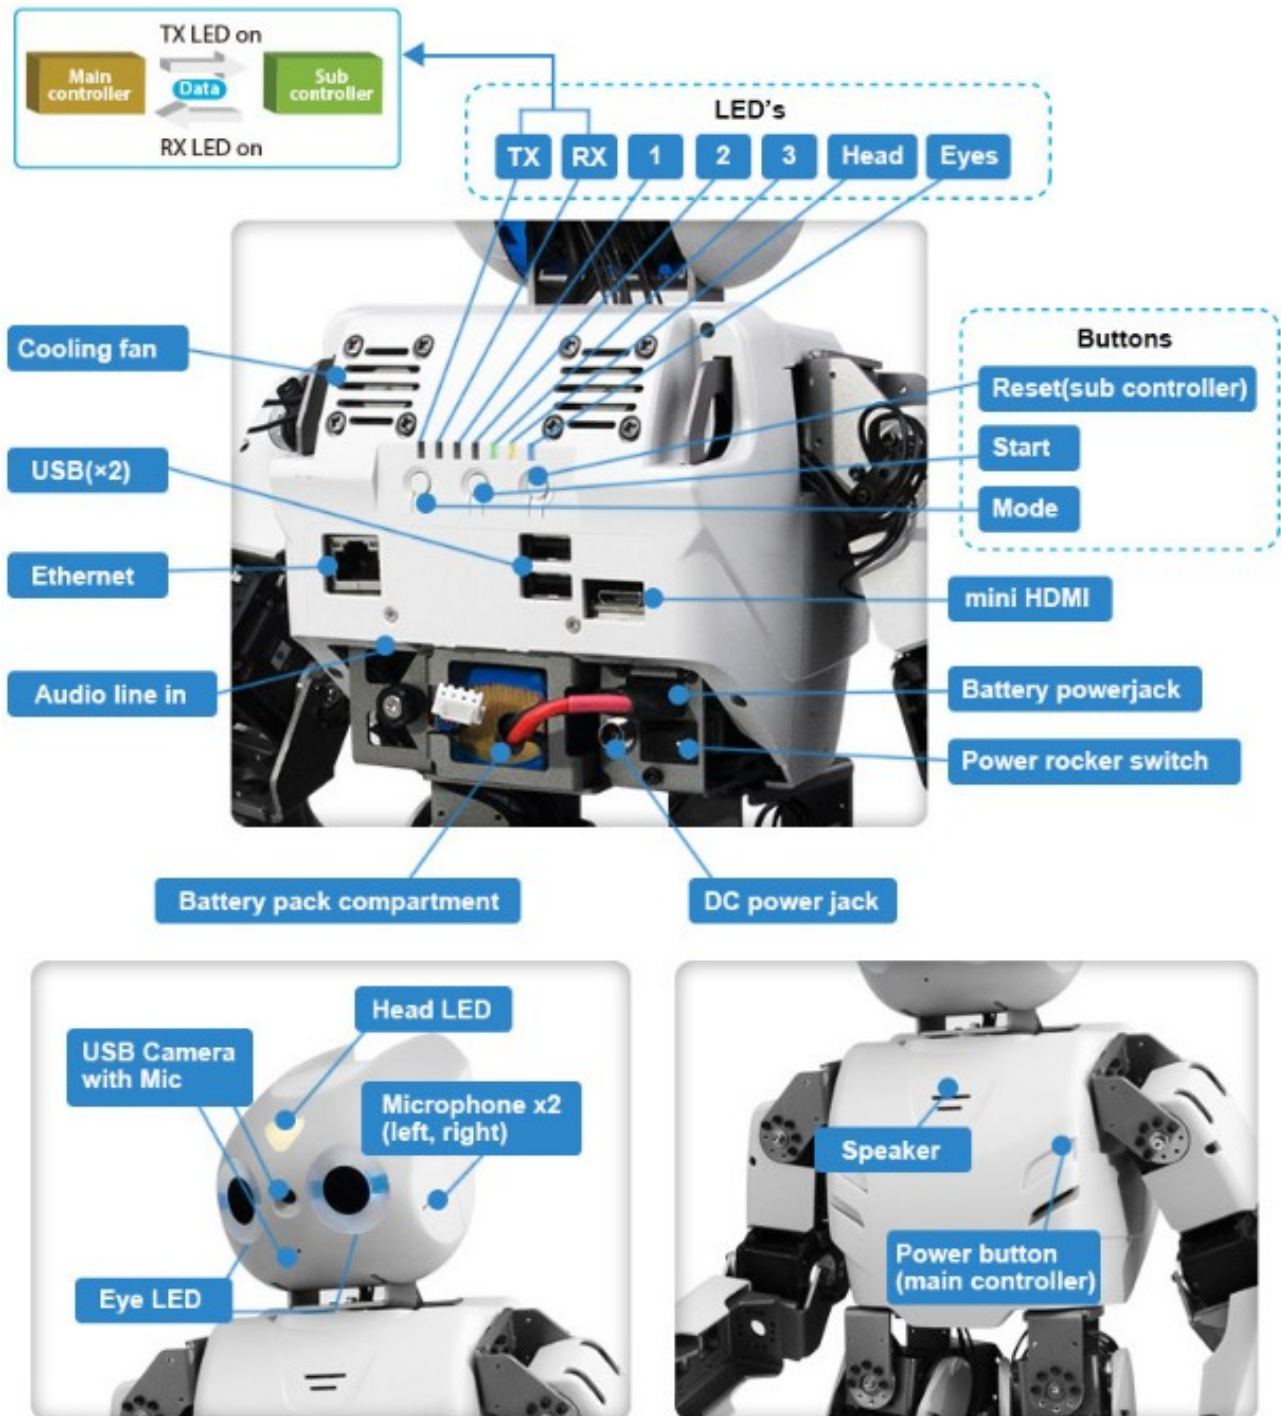 TX LED on
Main
controller
Data
Sub
controller
RX LED on
LED's
TX
RX
1
2
3
Head
Eyes
Cooling fan
USB(×2)
Ethernet
Audio line in
Buttons
Reset(sub controller)
Start
Mode
mini HDMI
Battery powerjack
Power rocker switch
Battery pack compartment
DC power jack
Head LED
USB Camera
with Mic
Microphone x2
(left, right)
Eye LED
Speaker
Power button
(main controller)